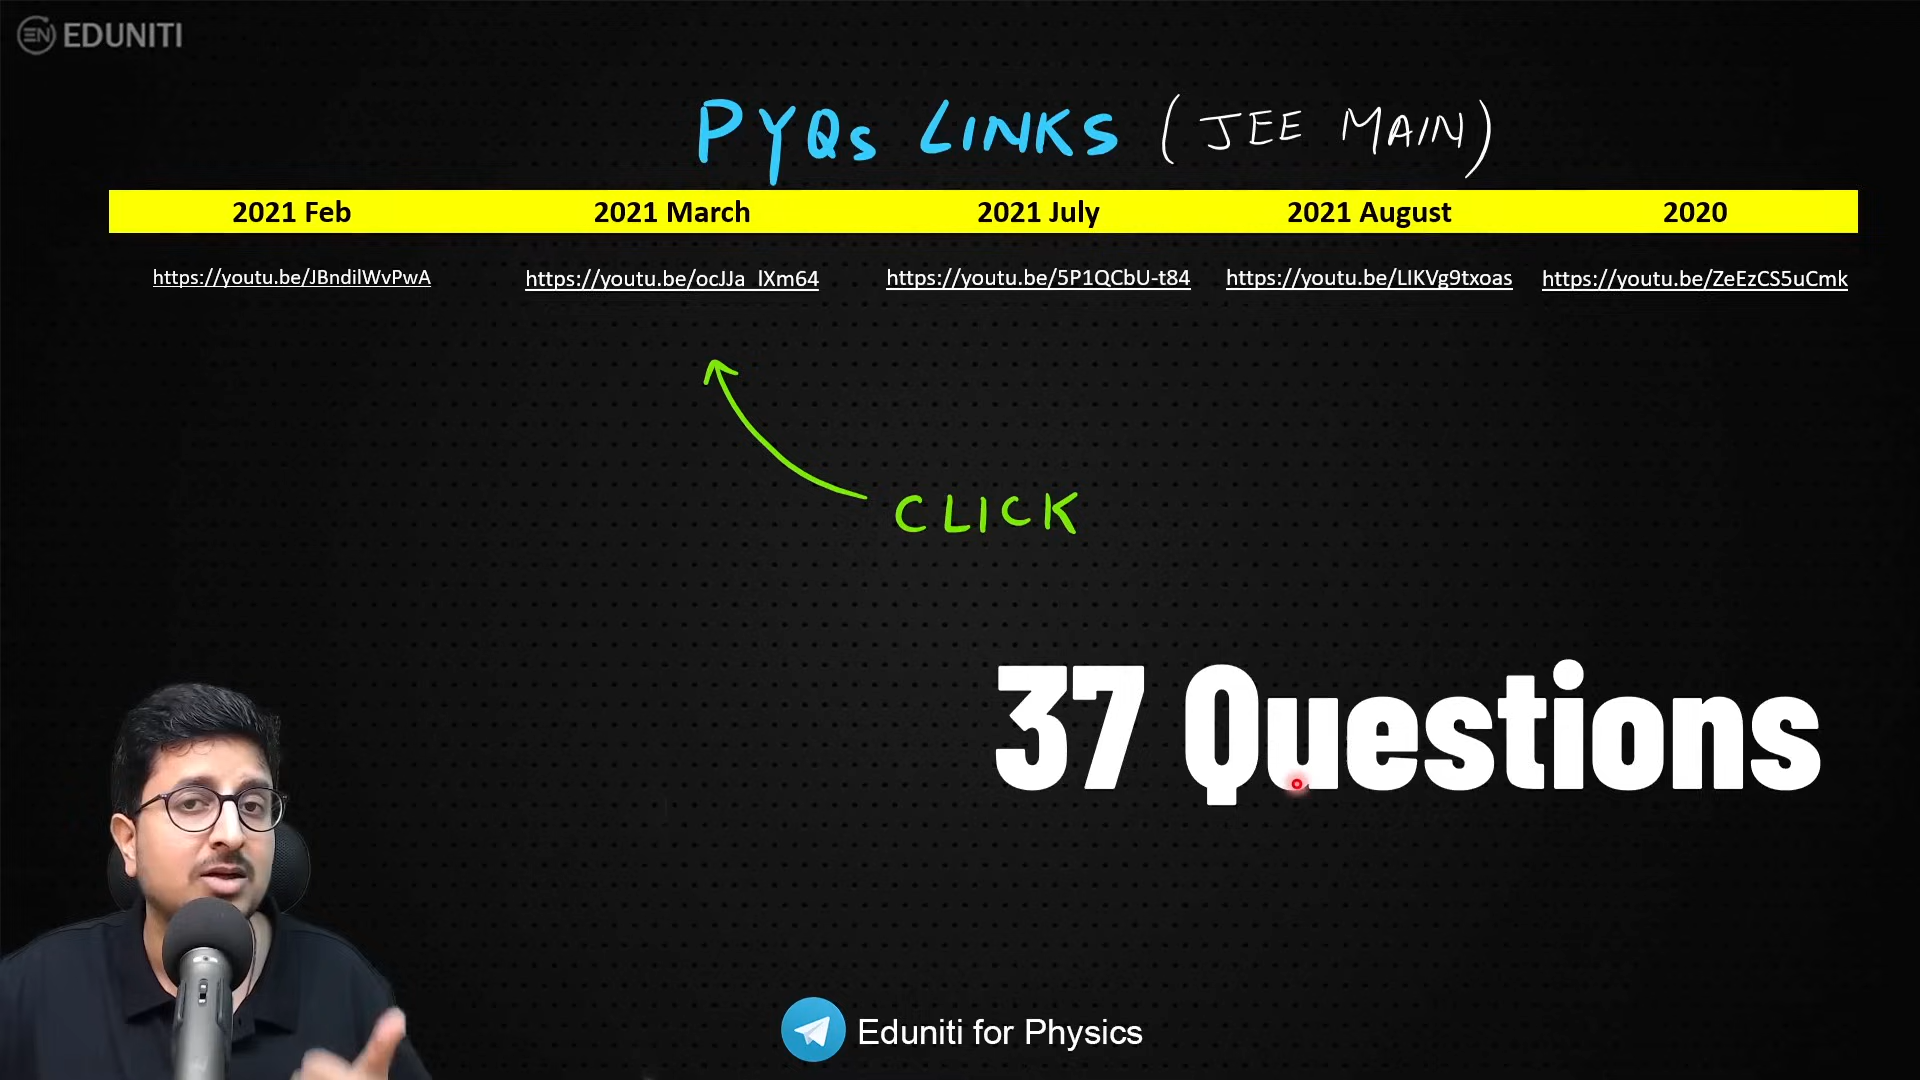 EN EDUNITI
PYQs LINKS (JEE MAIN)
2021 Feb 2021 March 2021 July 2021 August 2020
https://youtu.be/JBndilWvPwA https://youtu.be/ocJJa_lXm64 https://youtu.be/5P1QCbU-t84 https://youtu.be/LIKVg9txoas https://youtu.be/ZeEzCS5uCmk
CLICK
37 Questions
Eduniti for Physics